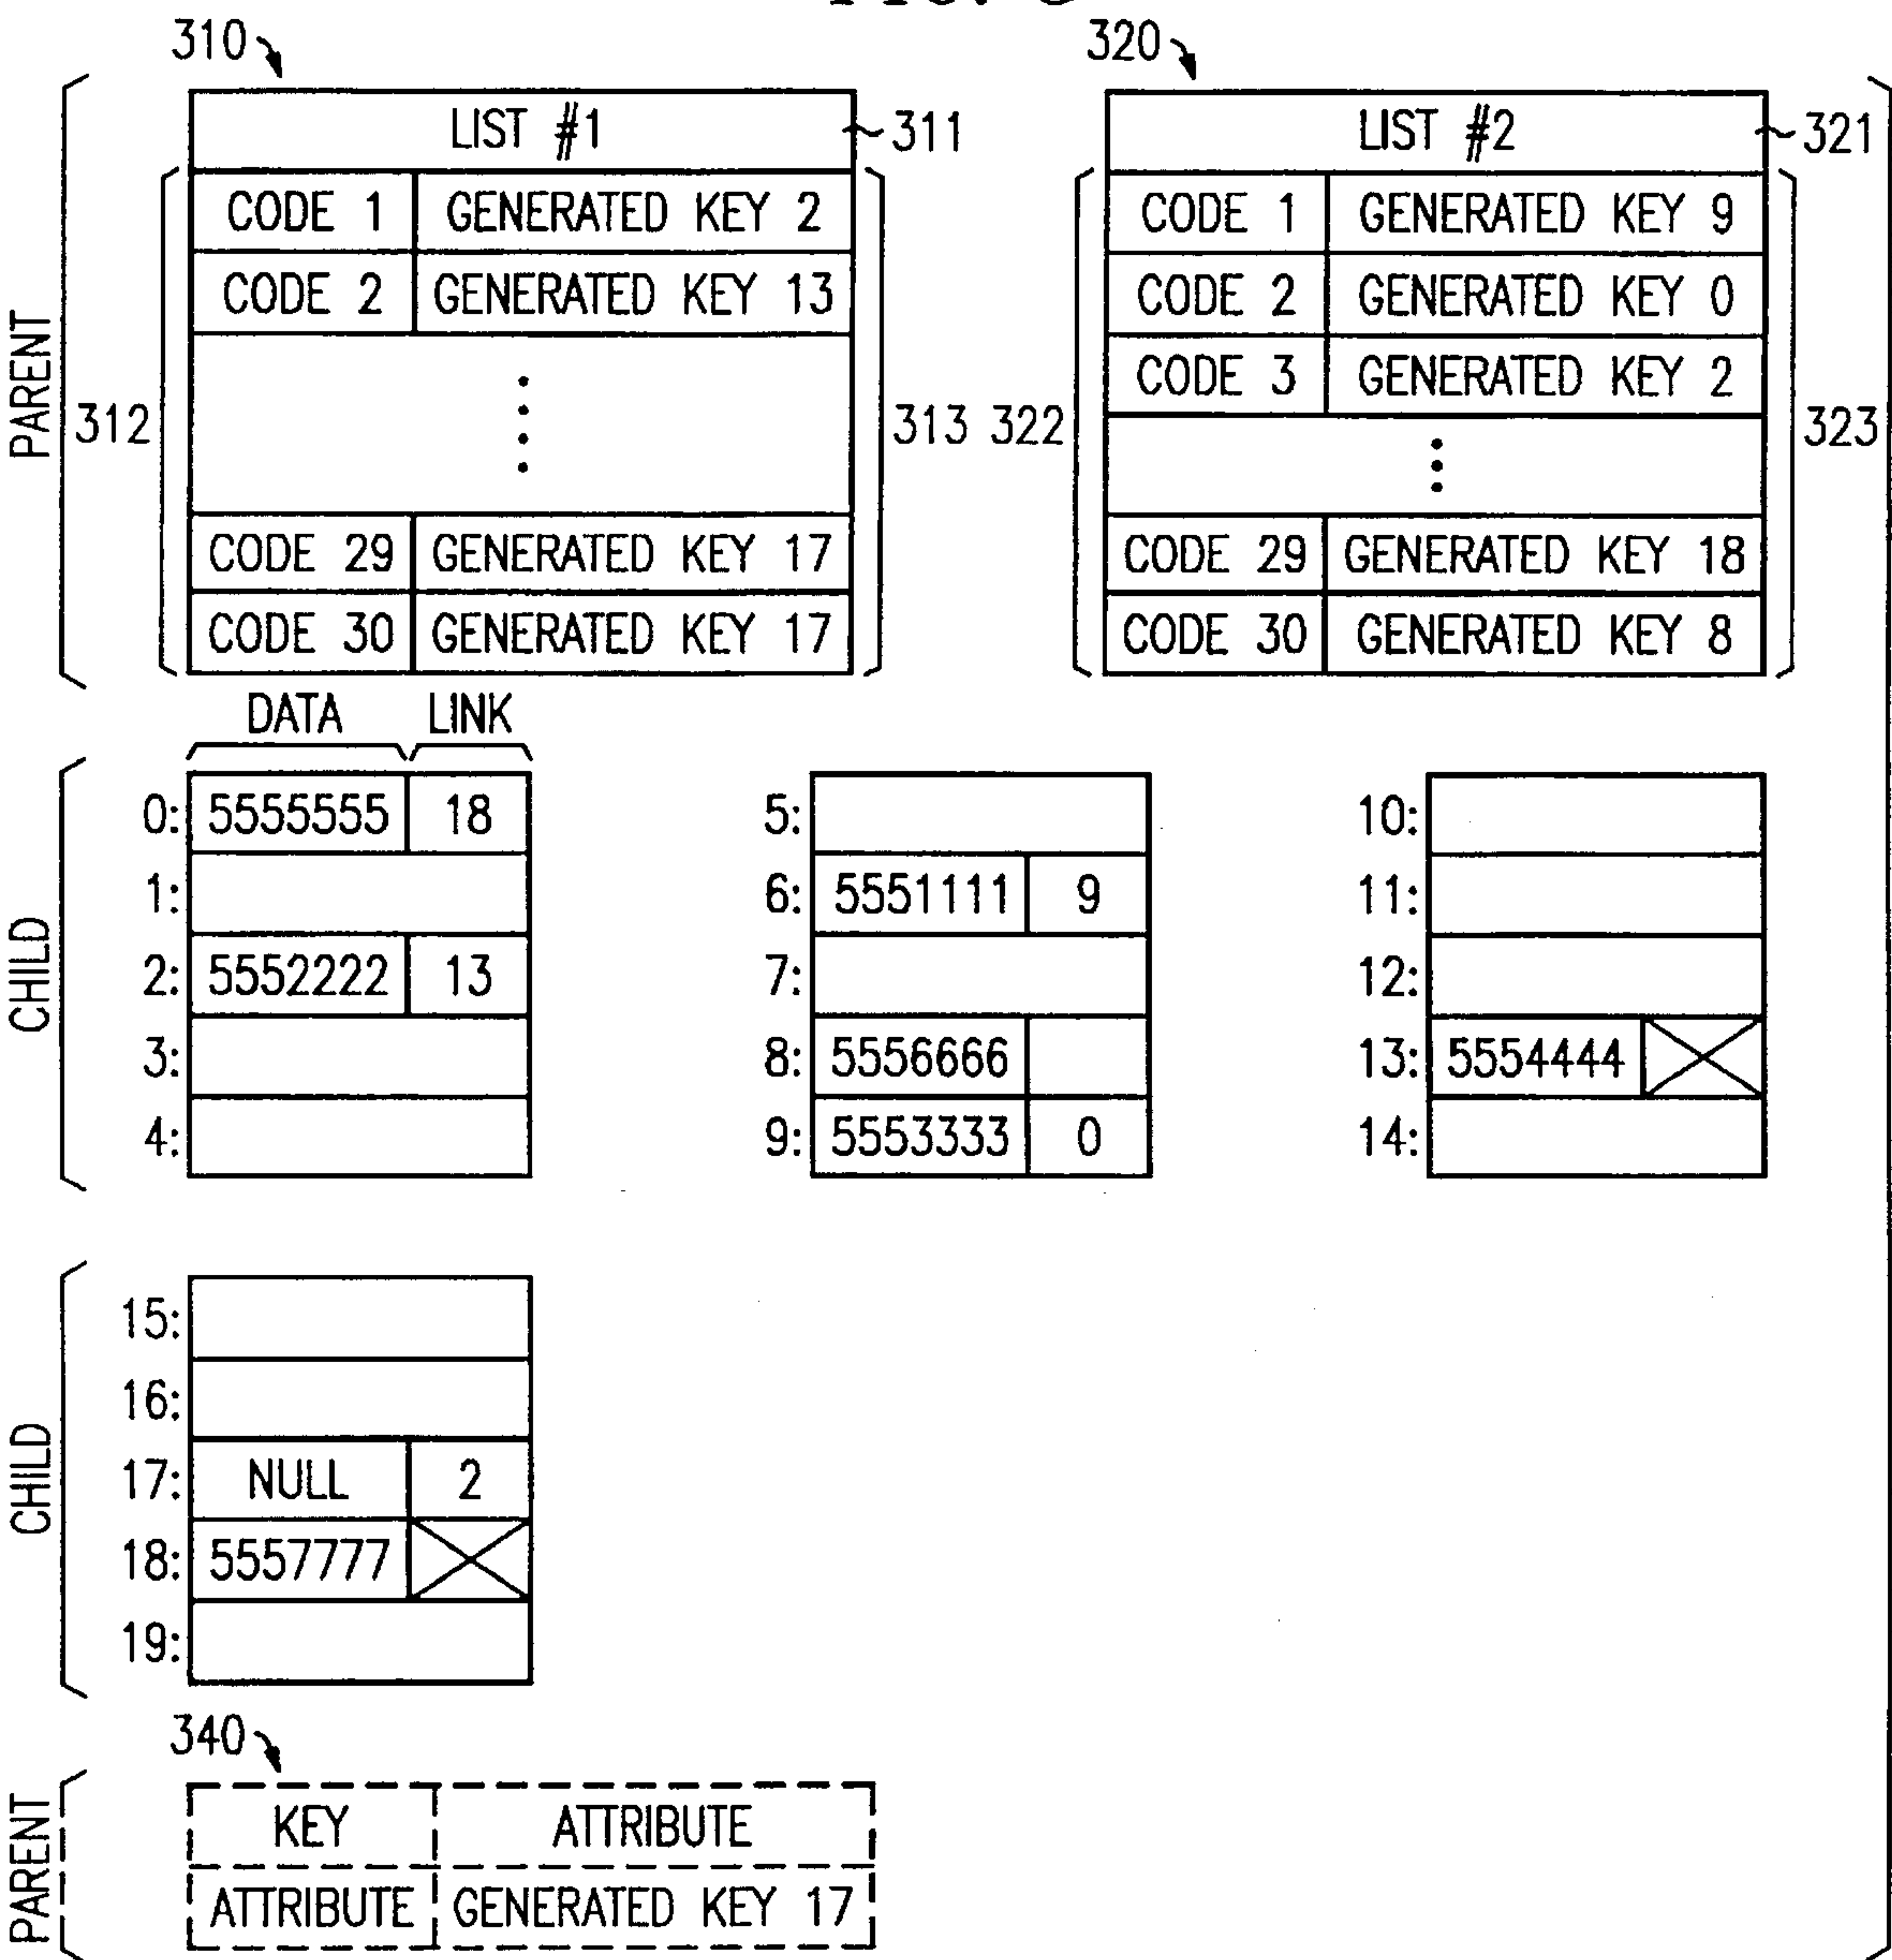 310 320
LIST #1 311 LIST #2 321
CODE 1 GENERATED KEY 2 CODE 1 GENERATED KEY 9
CODE 2 GENERATED KEY 13 CODE 2 GENERATED KEY 0
CODE 3 GENERATED KEY 2
PARENT 312 313 322 323
CODE 29 GENERATED KEY 17 CODE 29 GENERATED KEY 18
CODE 30 GENERATED KEY 17 CODE 30 GENERATED KEY 8
DATA LINK
0: 5555555 18 5: 10:
1: 6: 5551111 9 11:
CHILD
2: 5552222 13 7: 12:
3: 8: 5556666 13: 5554444
4: 9: 5553333 0 14:
15:
16:
CHILD
17: NULL 2
18: 5557777
19:
340
PARENT
KEY ATTRIBUTE
ATTRIBUTE GENERATED KEY 17